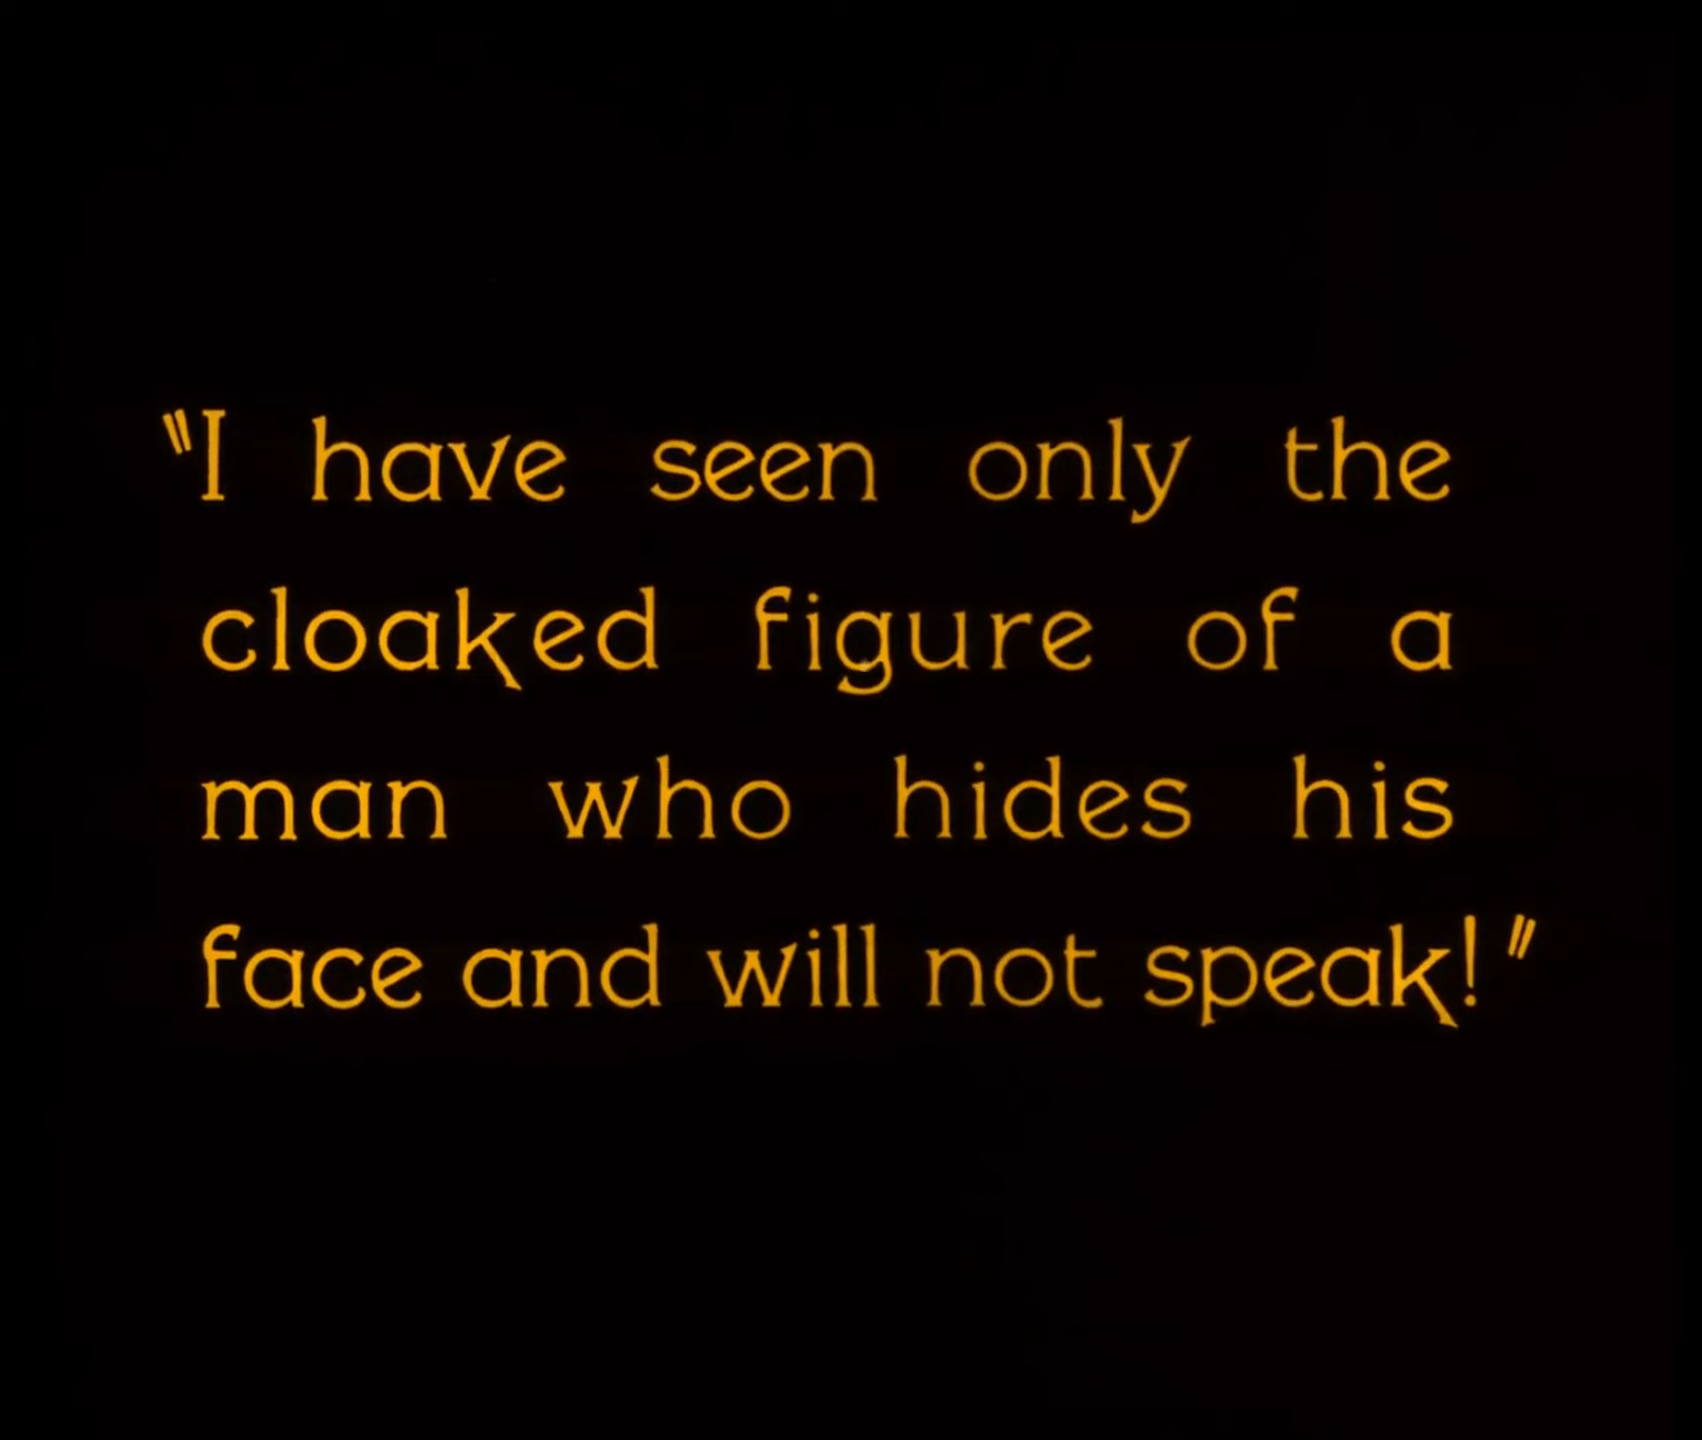 "I have seen only the
cloaked figure of a
man who hides his
face and will not speak!"